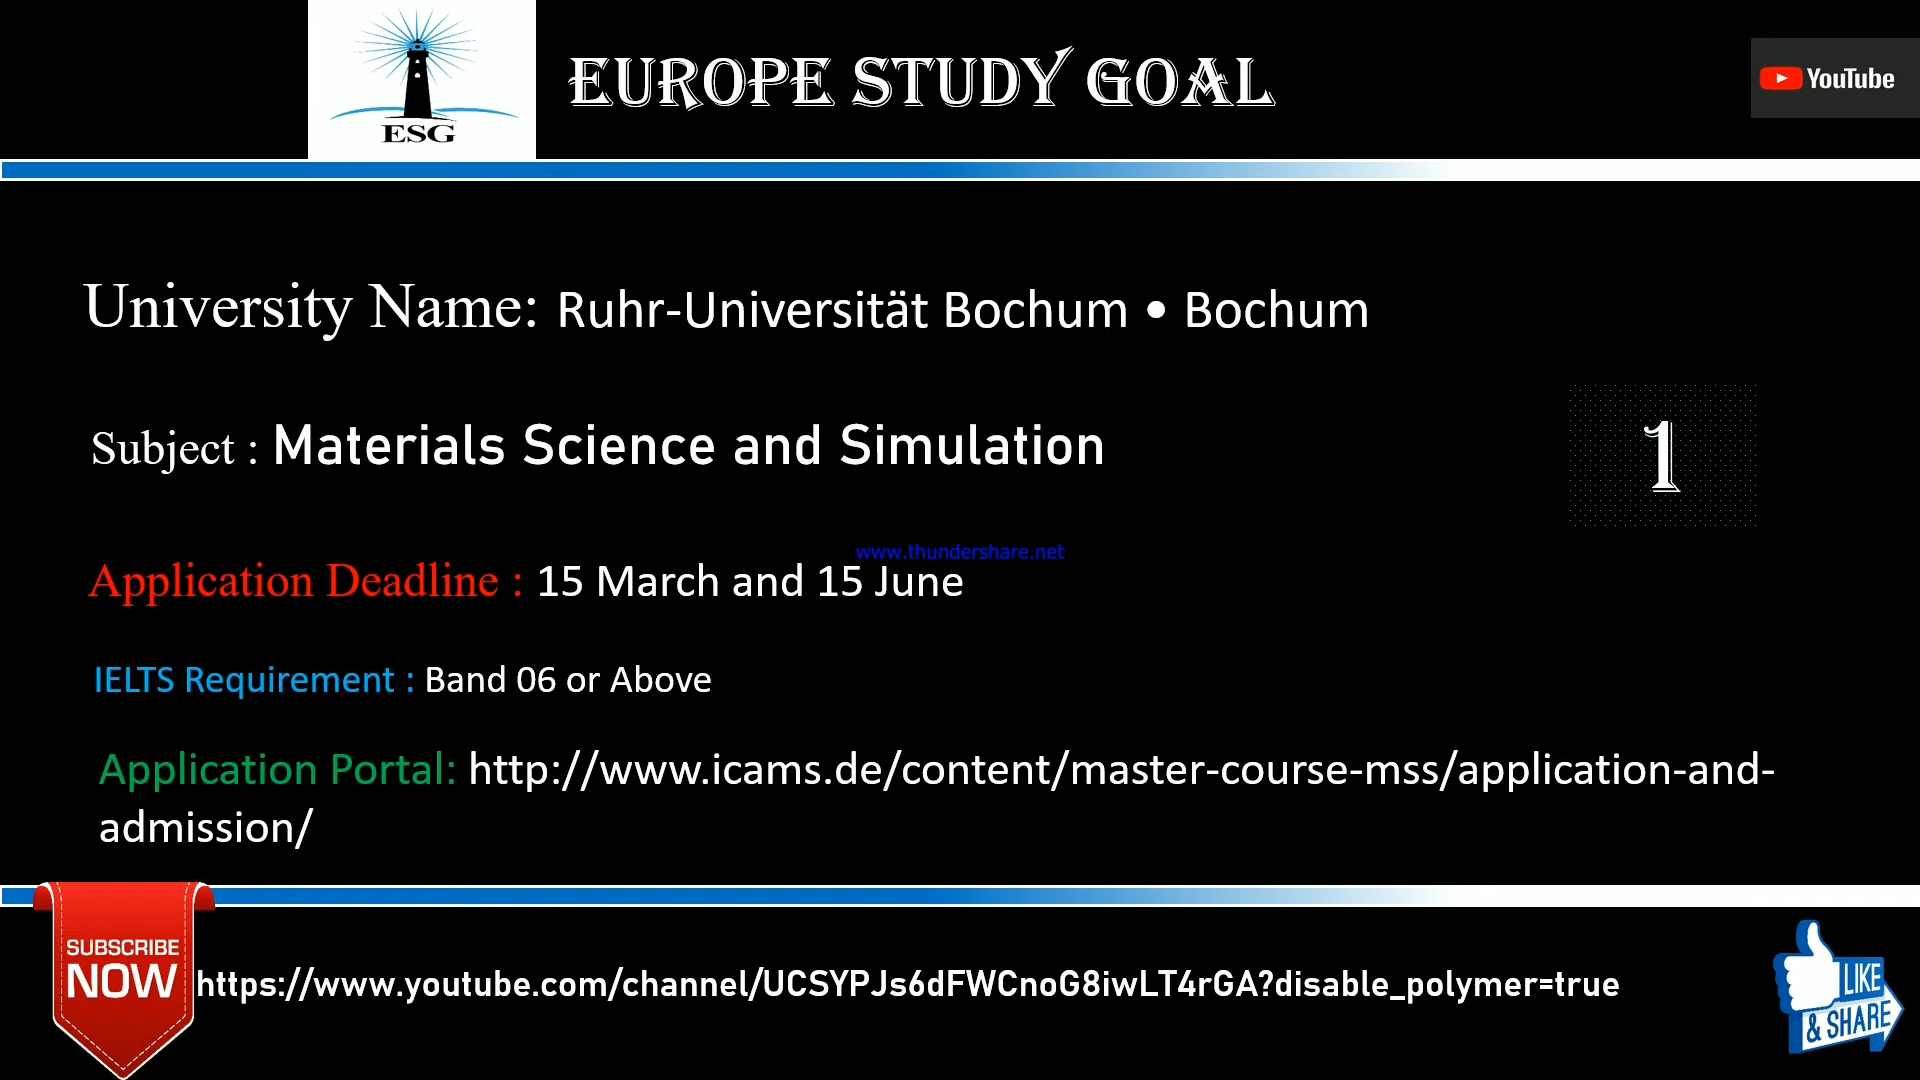 ESG
EUROPE STUDY GOAL
YouTube
University Name: Ruhr-Universität Bochum • Bochum
Subject : Materials Science and Simulation
1
www.thundershare.net
Application Deadline : 15 March and 15 June
IELTS Requirement : Band 06 or Above
Application Portal: http://www.icams.de/content/master-course-mss/application-and-
admission/
SUBSCRIBE
NOW
https://www.youtube.com/channel/UCSYPJs6dFWCnoG8iwLT4rGA?disable_polymer=true
LIKE
& SHARE